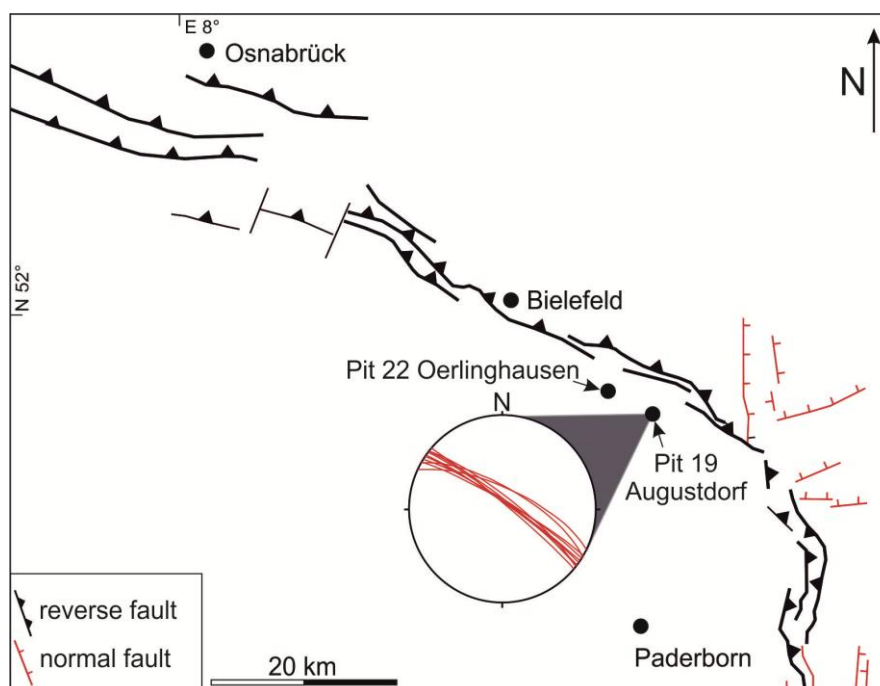 E 8°
Osnabrück
N
N 52°
Bielefeld
Pit 22 Oerlinghausen
N
Pit 19
Augustdorf
reverse fault
normal fault
20 km
Paderborn